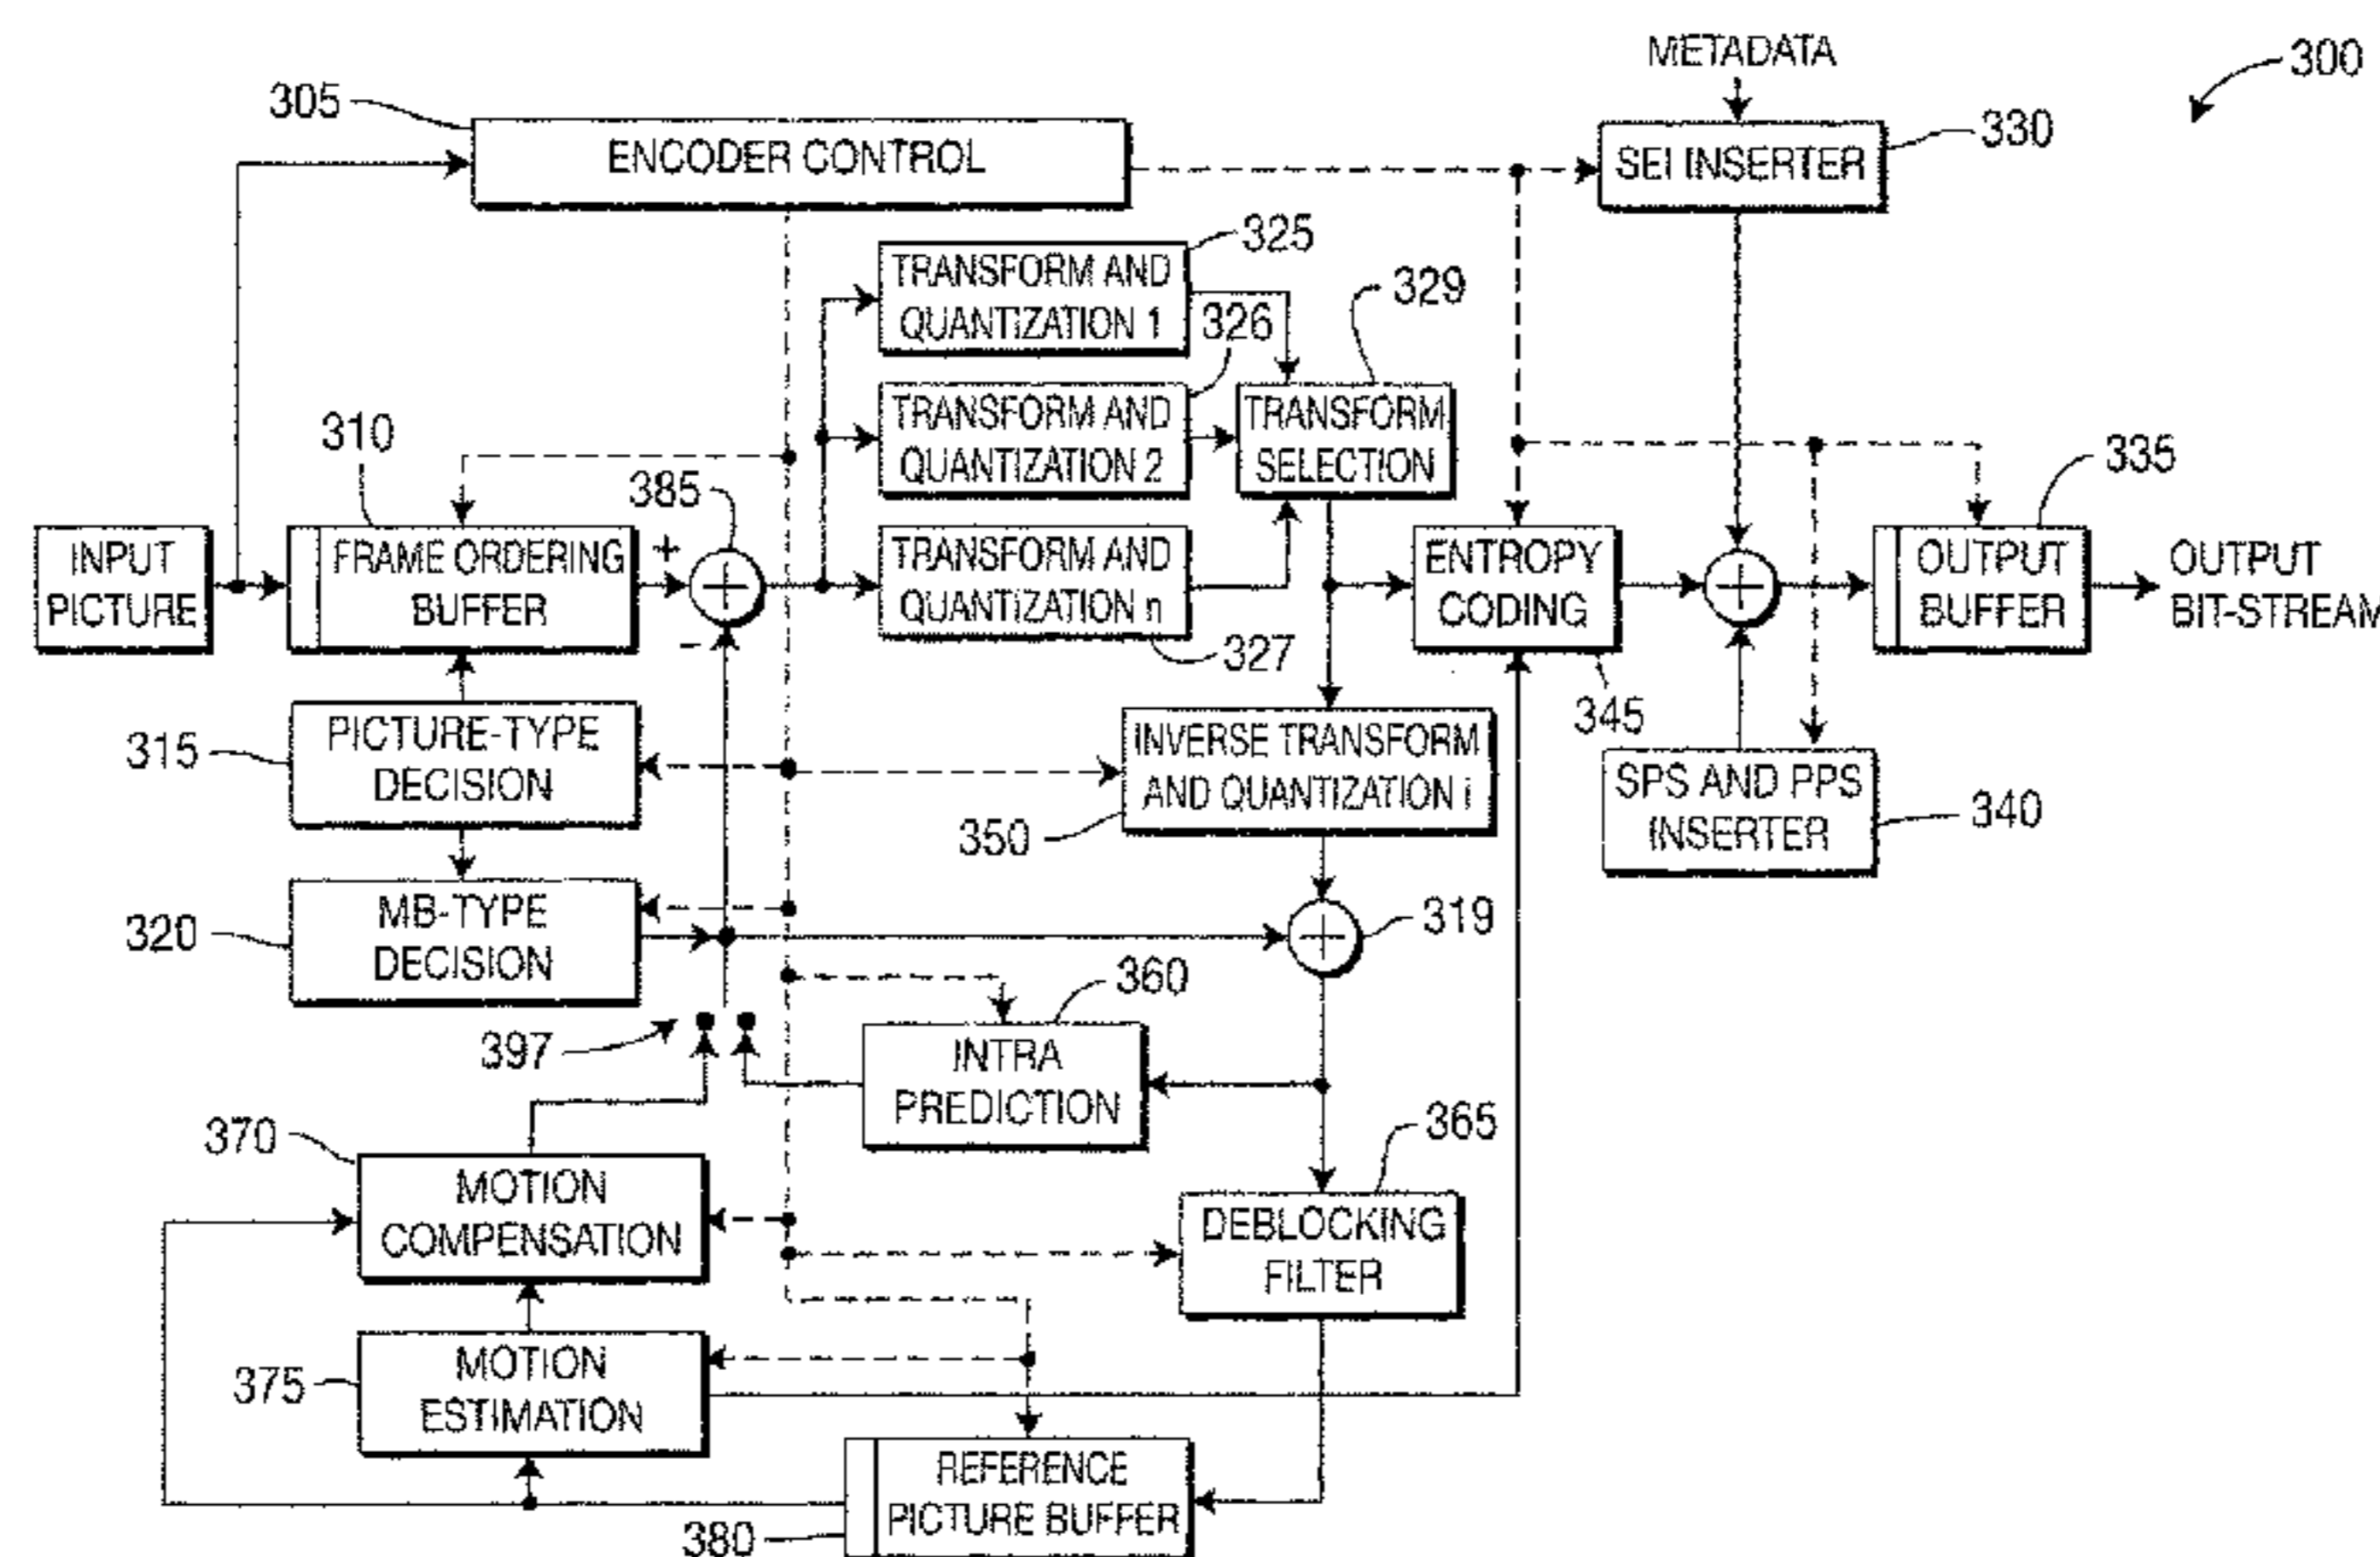 METADATA
300
305
ENCODER CONTROL
SEI INSERTER
330
325
TRANSFORM AND
QUANTIZATION 1
326
329
TRANSFORM AND
QUANTIZATION 2
TRANSFORM
SELECTION
310
385
335
INPUT
PICTURE
FRAME ORDERING
BUFFER
+
-
TRANSFORM AND
QUANTIZATION n
327
ENTROPY
CODING
345
OUTPUT
BUFFER
OUTPUT
BIT-STREAM
315
PICTURE-TYPE
DECISION
INVERSE TRANSFORM
AND QUANTIZATION i
350
SPS AND PPS
INSERTER
340
320
MB-TYPE
DECISION
319
360
397
INTRA
PREDICTION
370
MOTION
COMPENSATION
365
DEBLOCKING
FILTER
375
MOTION
ESTIMATION
REFERENCE
PICTURE BUFFER
380